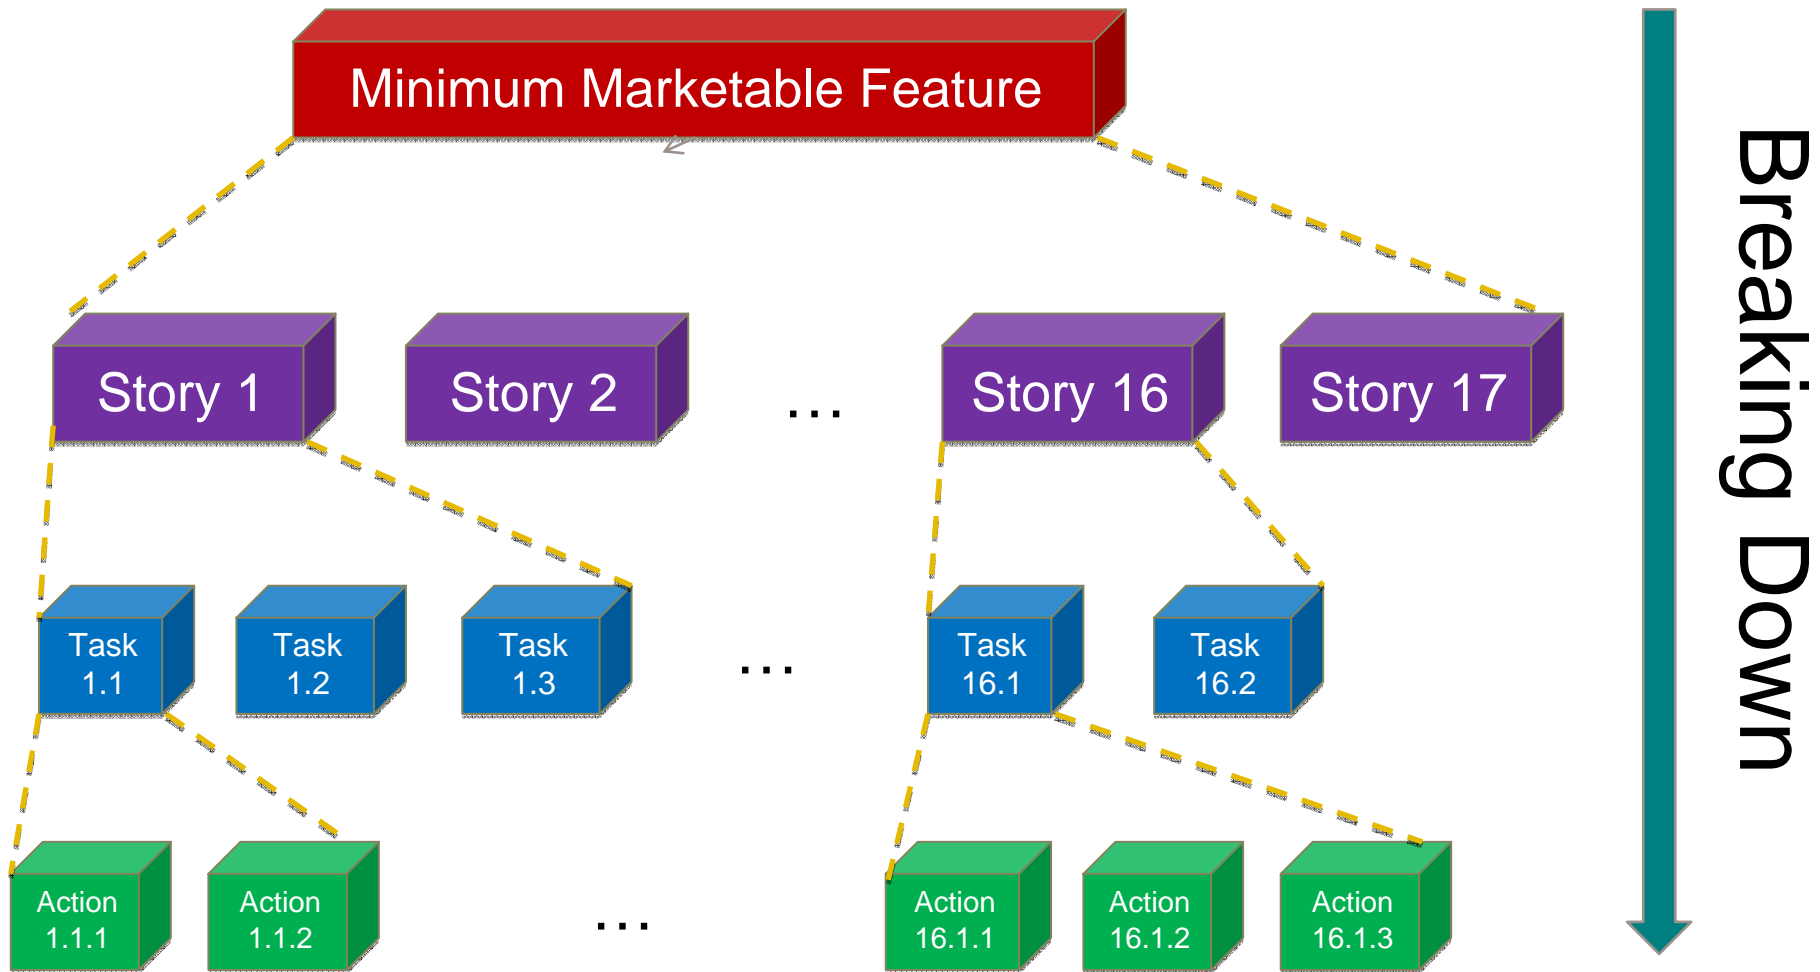 Minimum Marketable Feature
Story 1
Story 2
...
Story 16
Story 17
Task
1.1
Task
1.2
Task
1.3
...
Task
16.1
Task
16.2
Action
1.1.1
Action
1.1.2
...
Action
16.1.1
Action
16.1.2
Action
16.1.3
Breaking Down